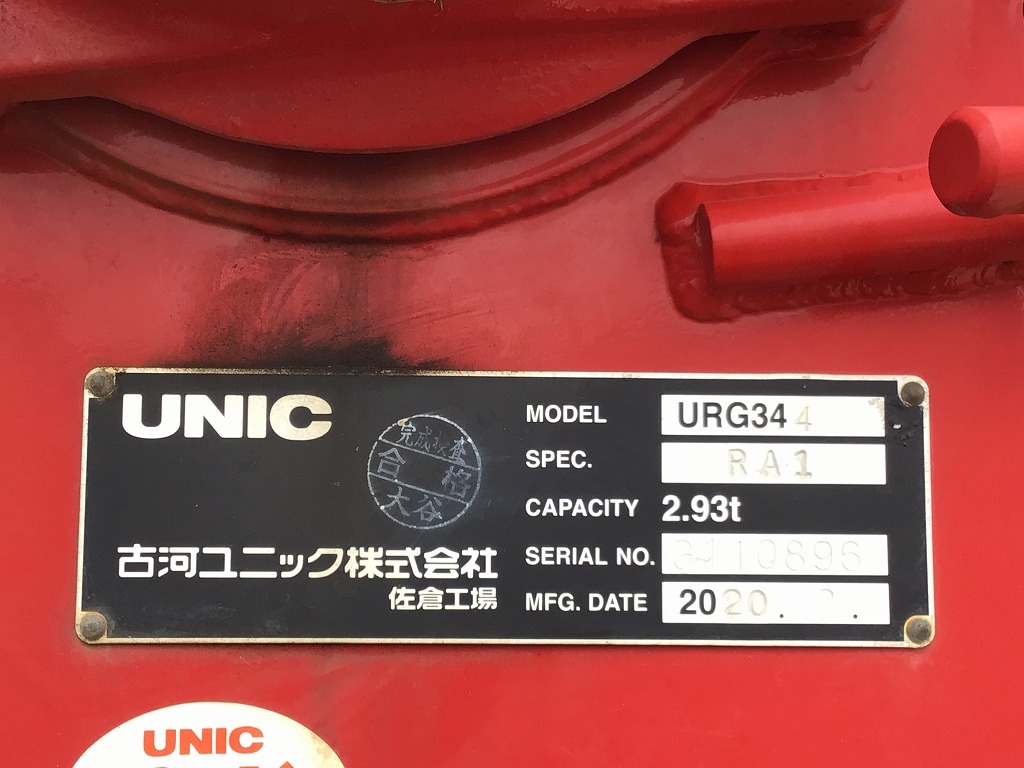 UNIC
完成検査
合格
大谷
古河ユニック株式会社
佐倉工場
MODEL URG344
SPEC. RA1
CAPACITY 2.93t
SERIAL NO.
MFG. DATE 2020. 2.
UNIC